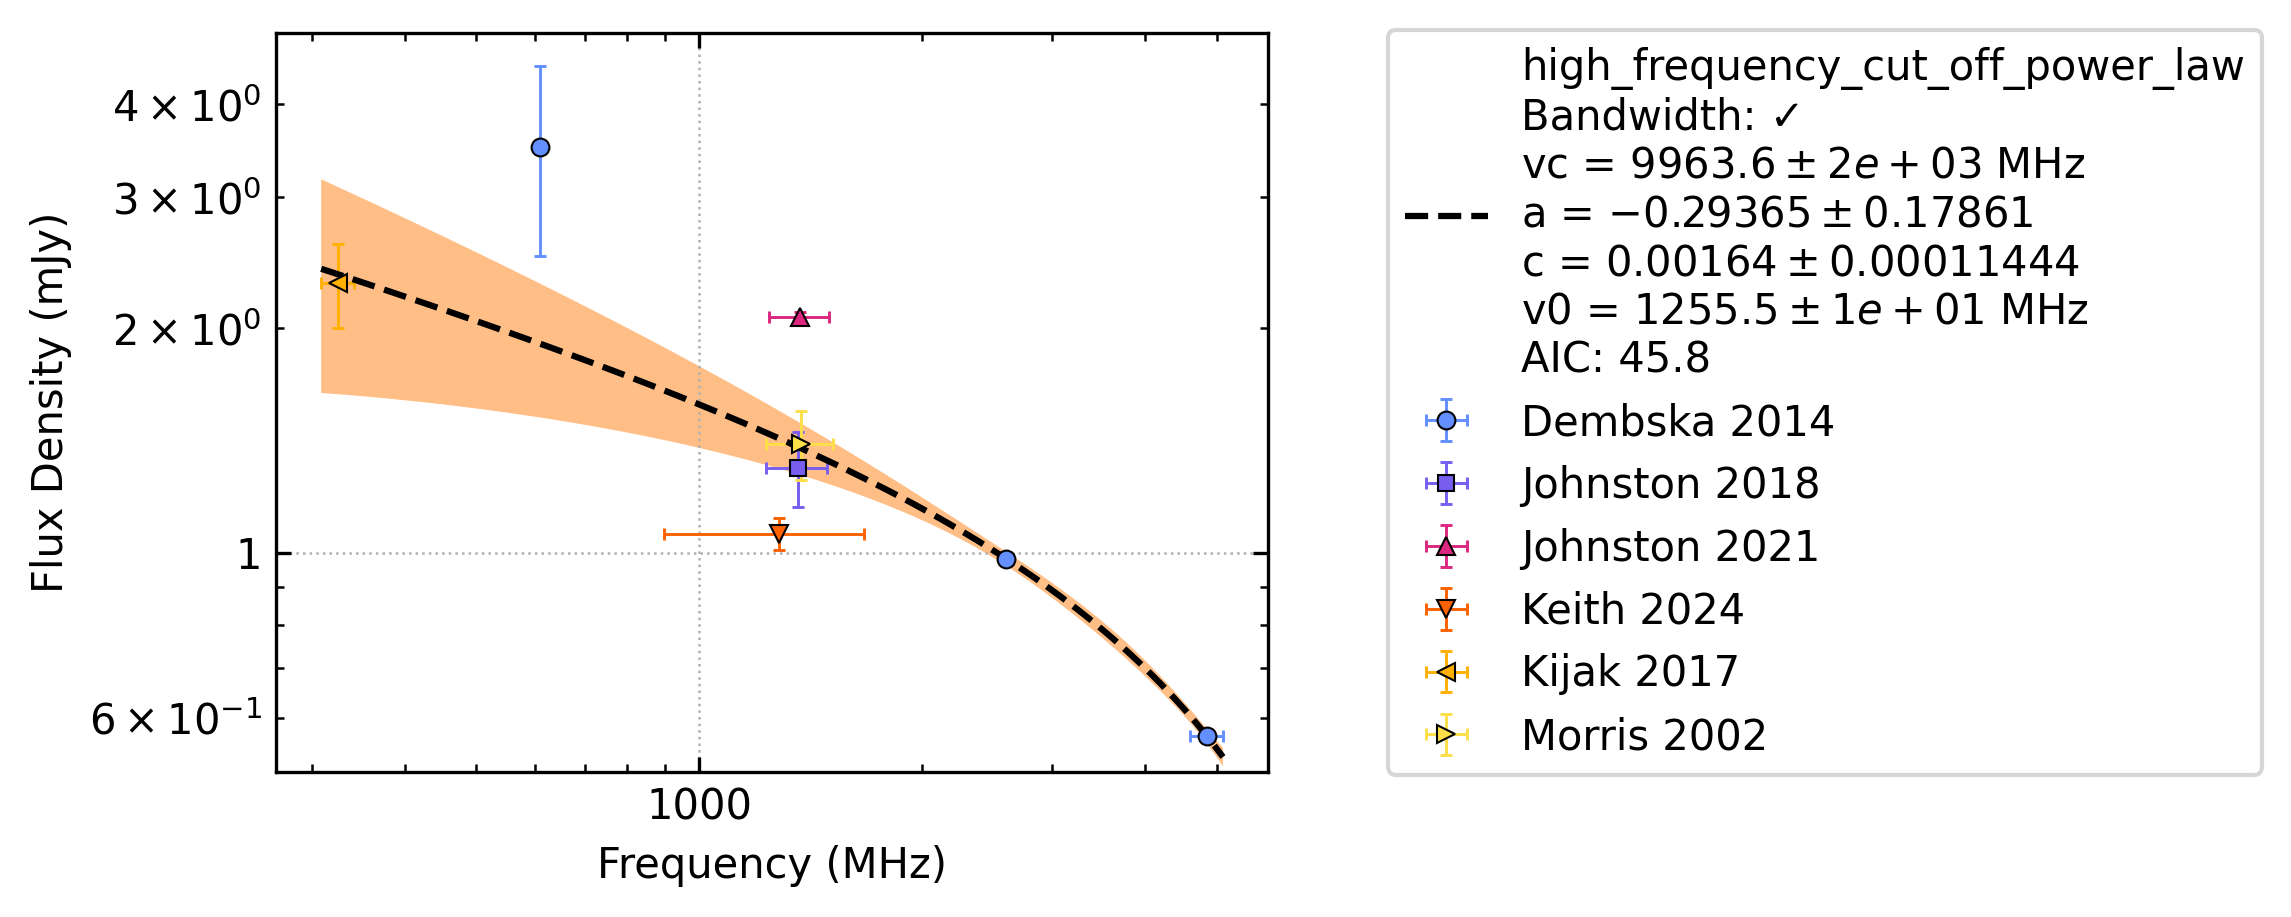 4 × 10⁰
3 × 10⁰
2 × 10⁰
1
6 × 10⁻¹
Flux Density (mJy)
1000
Frequency (MHz)
high_frequency_cut_off_power_law
Bandwidth: ✓
vc = 9963.6 ± 2e + 03 MHz
a = −0.29365 ± 0.17861
c = 0.00164 ± 0.00011444
v0 = 1255.5 ± 1e + 01 MHz
AIC: 45.8
Dembska 2014
Johnston 2018
Johnston 2021
Keith 2024
Kijak 2017
Morris 2002